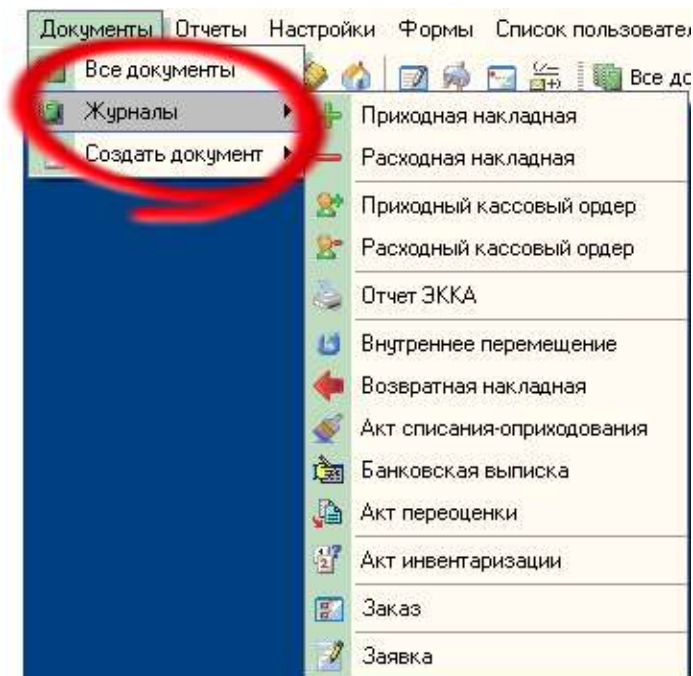 Документы Отчеты Настройки Формы Список
Все документы
Все
Журналы
Создать документ
Приходная накладная
Расходная накладная
Приходный кассовый ордер
Расходный кассовый ордер
Отчет ЭККА
Внутреннее перемещение
Возвратная накладная
Акт списания-оприходования
Банковская выписка
Акт переоценки
Акт инвентаризации
Заказ
Заявка